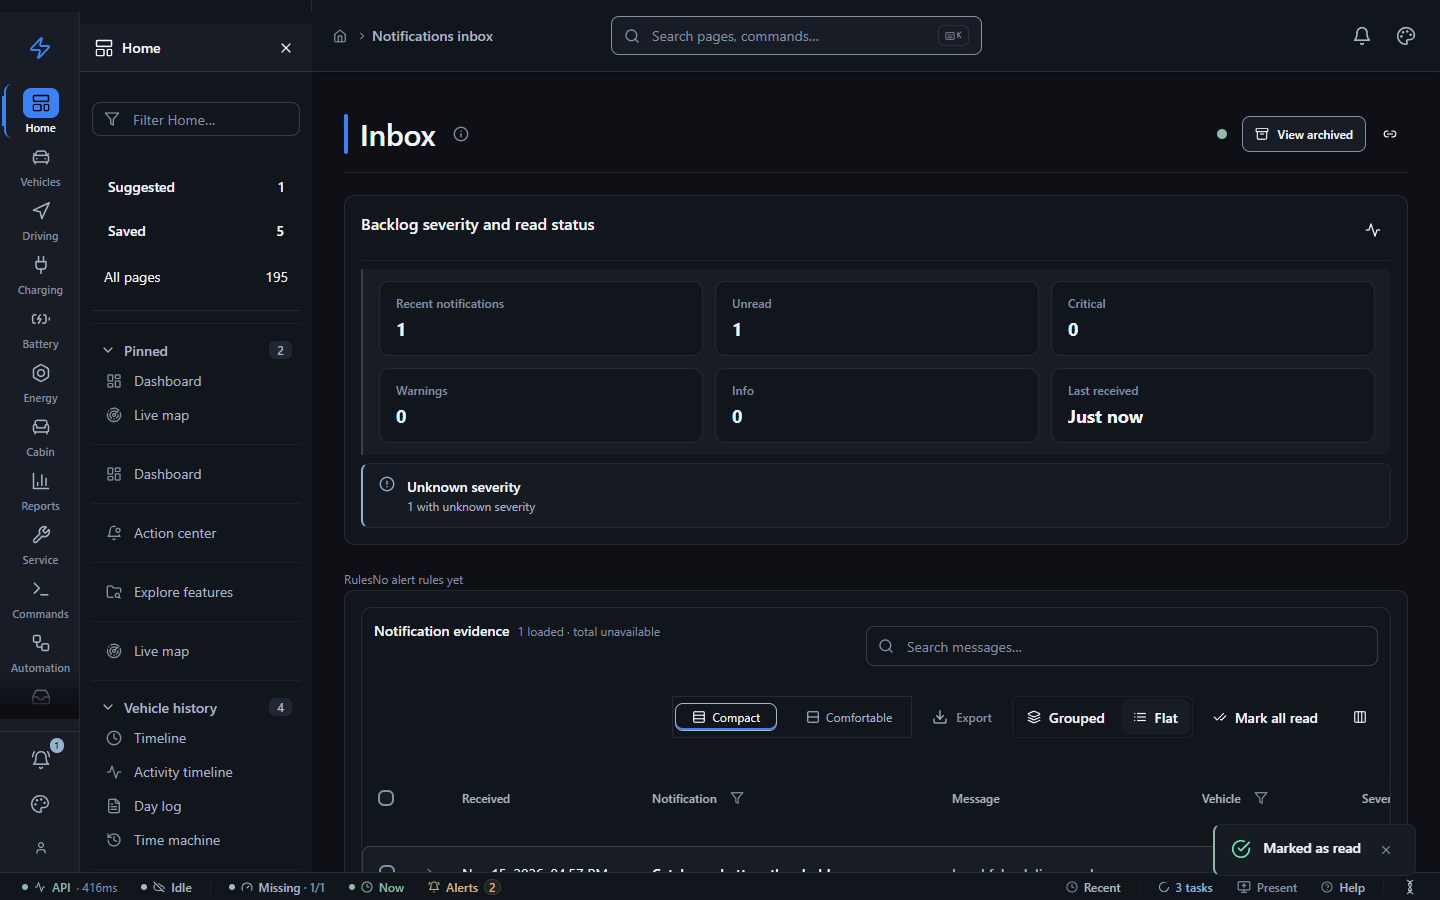 Home
Vehicles
Driving
Charging
Battery
Energy
Cabin
Reports
Service
Commands
Automation
1
Home
Filter Home...
Suggested 1
Saved 5
All pages 195
Pinned 2
Dashboard
Live map
Dashboard
Action center
Explore features
Live map
Vehicle history 4
Timeline
Activity timeline
Day log
Time machine
Notifications inbox
Search pages, commands... K
Inbox
View archived
Backlog severity and read status
Recent notifications
1
Unread
1
Critical
0
Warnings
0
Info
0
Last received
Just now
Unknown severity
1 with unknown severity
RulesNo alert rules yet
Notification evidence 1 loaded · total unavailable
Search messages...
Compact Comfortable Export Grouped Flat Mark all read
Received Notification Message Vehicle Sever
Marked as read
API · 416ms Idle Missing · 1/1 Now Alerts 2 Recent 3 tasks Present Help